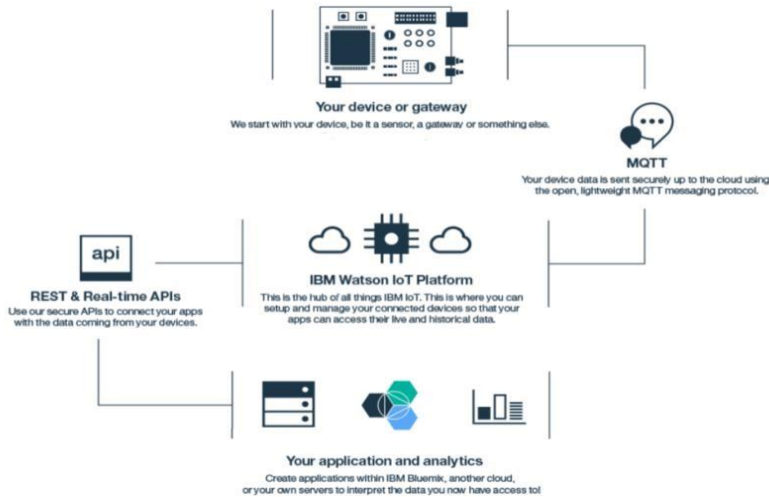 Your device or gateway
We start with your device, be it a sensor, a gateway or something else.
MQTT
Your device data is sent securely up to the cloud using
the open, lightweight MQTT messaging protocol.
api
REST & Real-time APIs
Use our secure APIs to connect your apps
with the data coming from your devices.
IBM Watson IoT Platform
This is the hub of all things IBM IoT. This is where you can
setup and manage your connected devices so that your
apps can access their live and historical data.
Your application and analytics
Create applications within IBM Bluemix, another cloud,
or your own servers to interpret the data you now have access to!